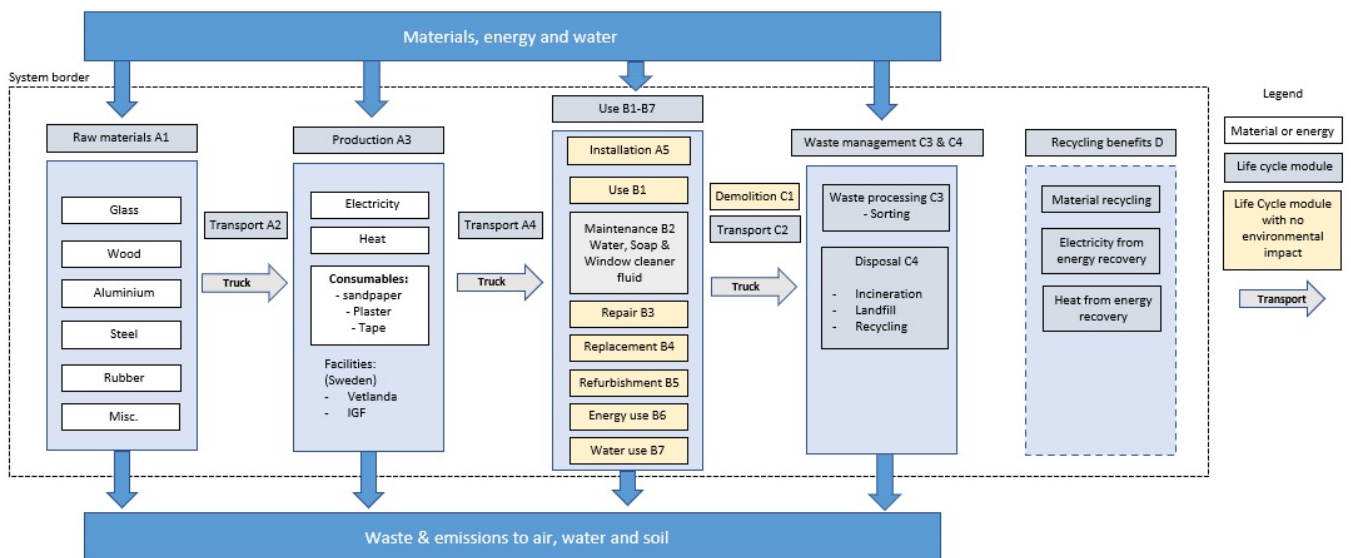 Materials, energy and water
System border
Raw materials A1
Glass
Wood
Aluminium
Steel
Rubber
Misc.
Transport A2
Truck
Production A3
Electricity
Heat
Consumables:
- sandpaper
- Plaster
- Tape
Facilities:
(Sweden)
- Vetlanda
- IGF
Transport A4
Truck
Use B1-B7
Installation A5
Use B1
Maintenance B2
Water, Soap &
Window cleaner
fluid
Repair B3
Replacement B4
Refurbishment B5
Energy use B6
Water use B7
Demolition C1
Transport C2
Truck
Waste management C3 & C4
Waste processing C3
- Sorting
Disposal C4
- Incineration
- Landfill
- Recycling
Recycling benefits D
Material recycling
Electricity from
energy recovery
Heat from energy
recovery
Legend
Material or energy
Life cycle module
Life Cycle module
with no
environmental
impact
Transport
Waste & emissions to air, water and soil